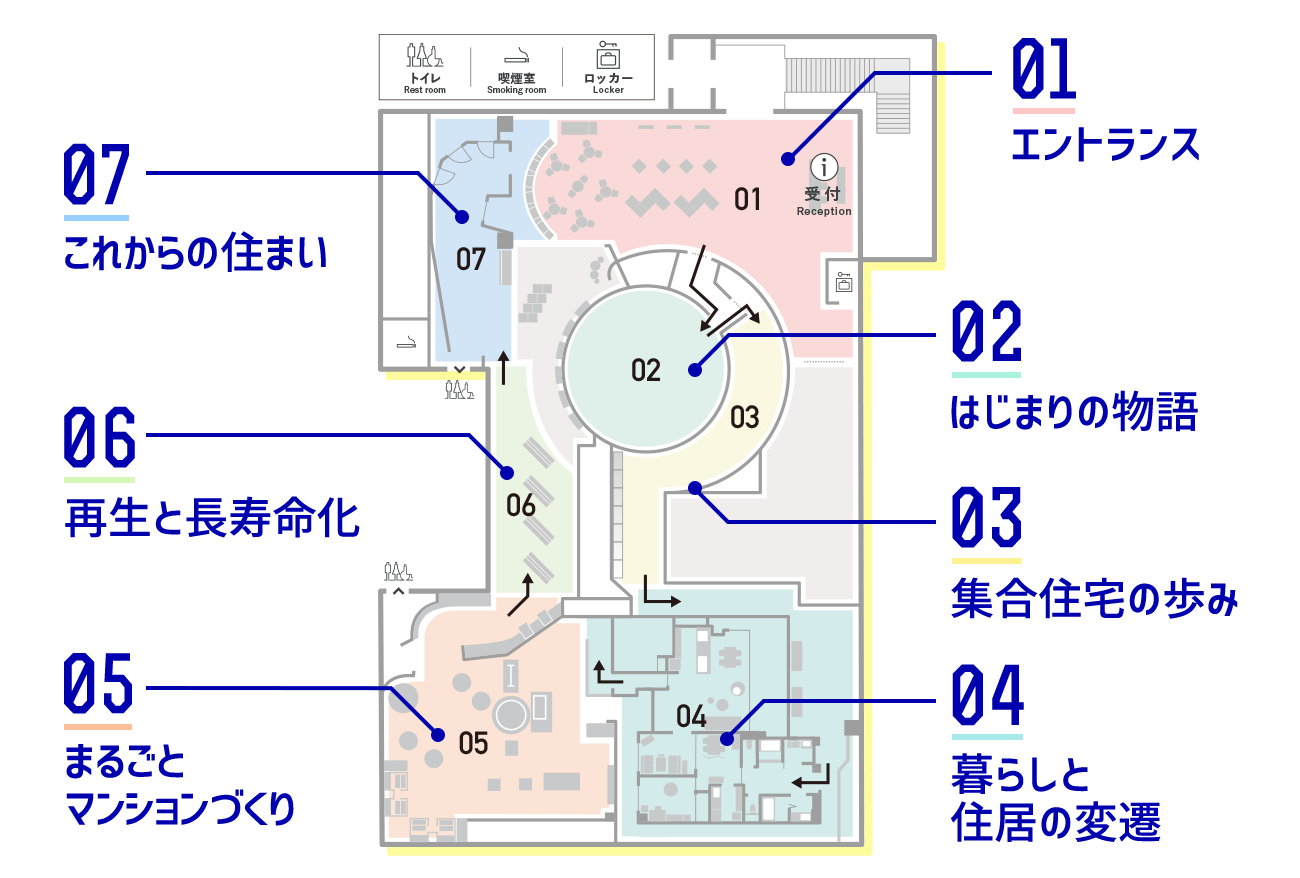 トイレ
Rest room
喫煙室
Smoking room
ロッカー
Locker
01
エントランス
07
これからの住まい
受付
Reception
01
07
02
はじまりの物語
02
03
06
再生と長寿命化
06
03
集合住宅の歩み
05
まるごと
マンションづくり
05
04
暮らしと
住居の変遷
04